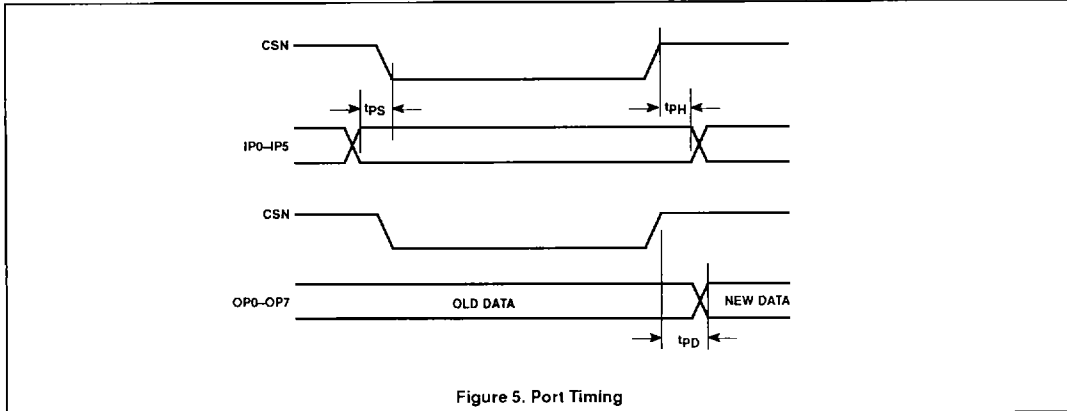 CSN
tPS
tPH
IP0–IP5
CSN
OP0–OP7
OLD DATA
NEW DATA
tPD
Figure 5. Port Timing